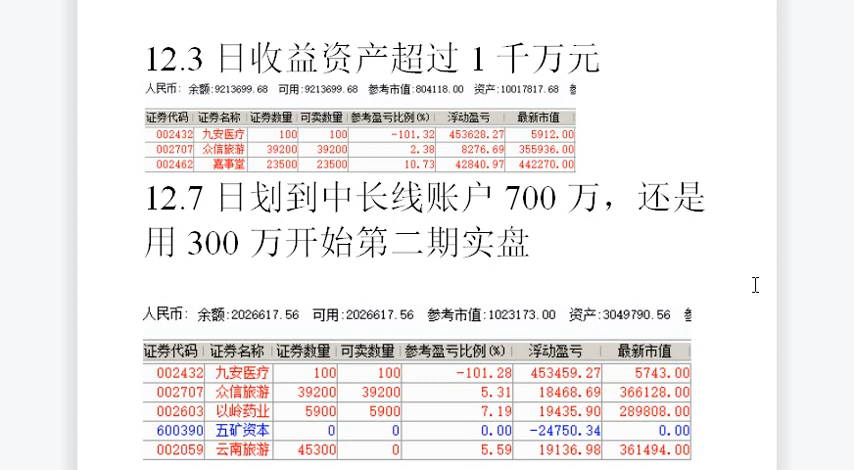 12.3 日收益资产超过 1 千万元
人民币: 余额:9213699.68 可用:9213699.68 参考市值:804118.00 资产:10017817.68
证券代码 证券名称 证券数量 可卖数量 参考盈亏比例(%) 浮动盈亏 最新市值
002432 九安医疗 100 100 -101.32 453628.27 5912.00
002707 众信旅游 39200 39200 2.38 8276.69 355936.00
002462 嘉事堂 23500 23500 10.73 42840.97 442270.00
12.7 日划到中长线账户 700 万，还是
用 300 万开始第二期实盘
人民币: 余额:2026617.56 可用:2026617.56 参考市值:1023173.00 资产:3049790.56
证券代码 证券名称 证券数量 可卖数量 参考盈亏比例(%) 浮动盈亏 最新市值
002432 九安医疗 100 100 -101.28 453459.27 5743.00
002707 众信旅游 39200 39200 5.31 18468.69 366128.00
002603 以岭药业 5900 5900 7.19 19435.90 289808.00
600390 五矿资本 0 0 0.00 -24750.34 0.00
002059 云南旅游 45300 0 5.59 19136.98 361494.00